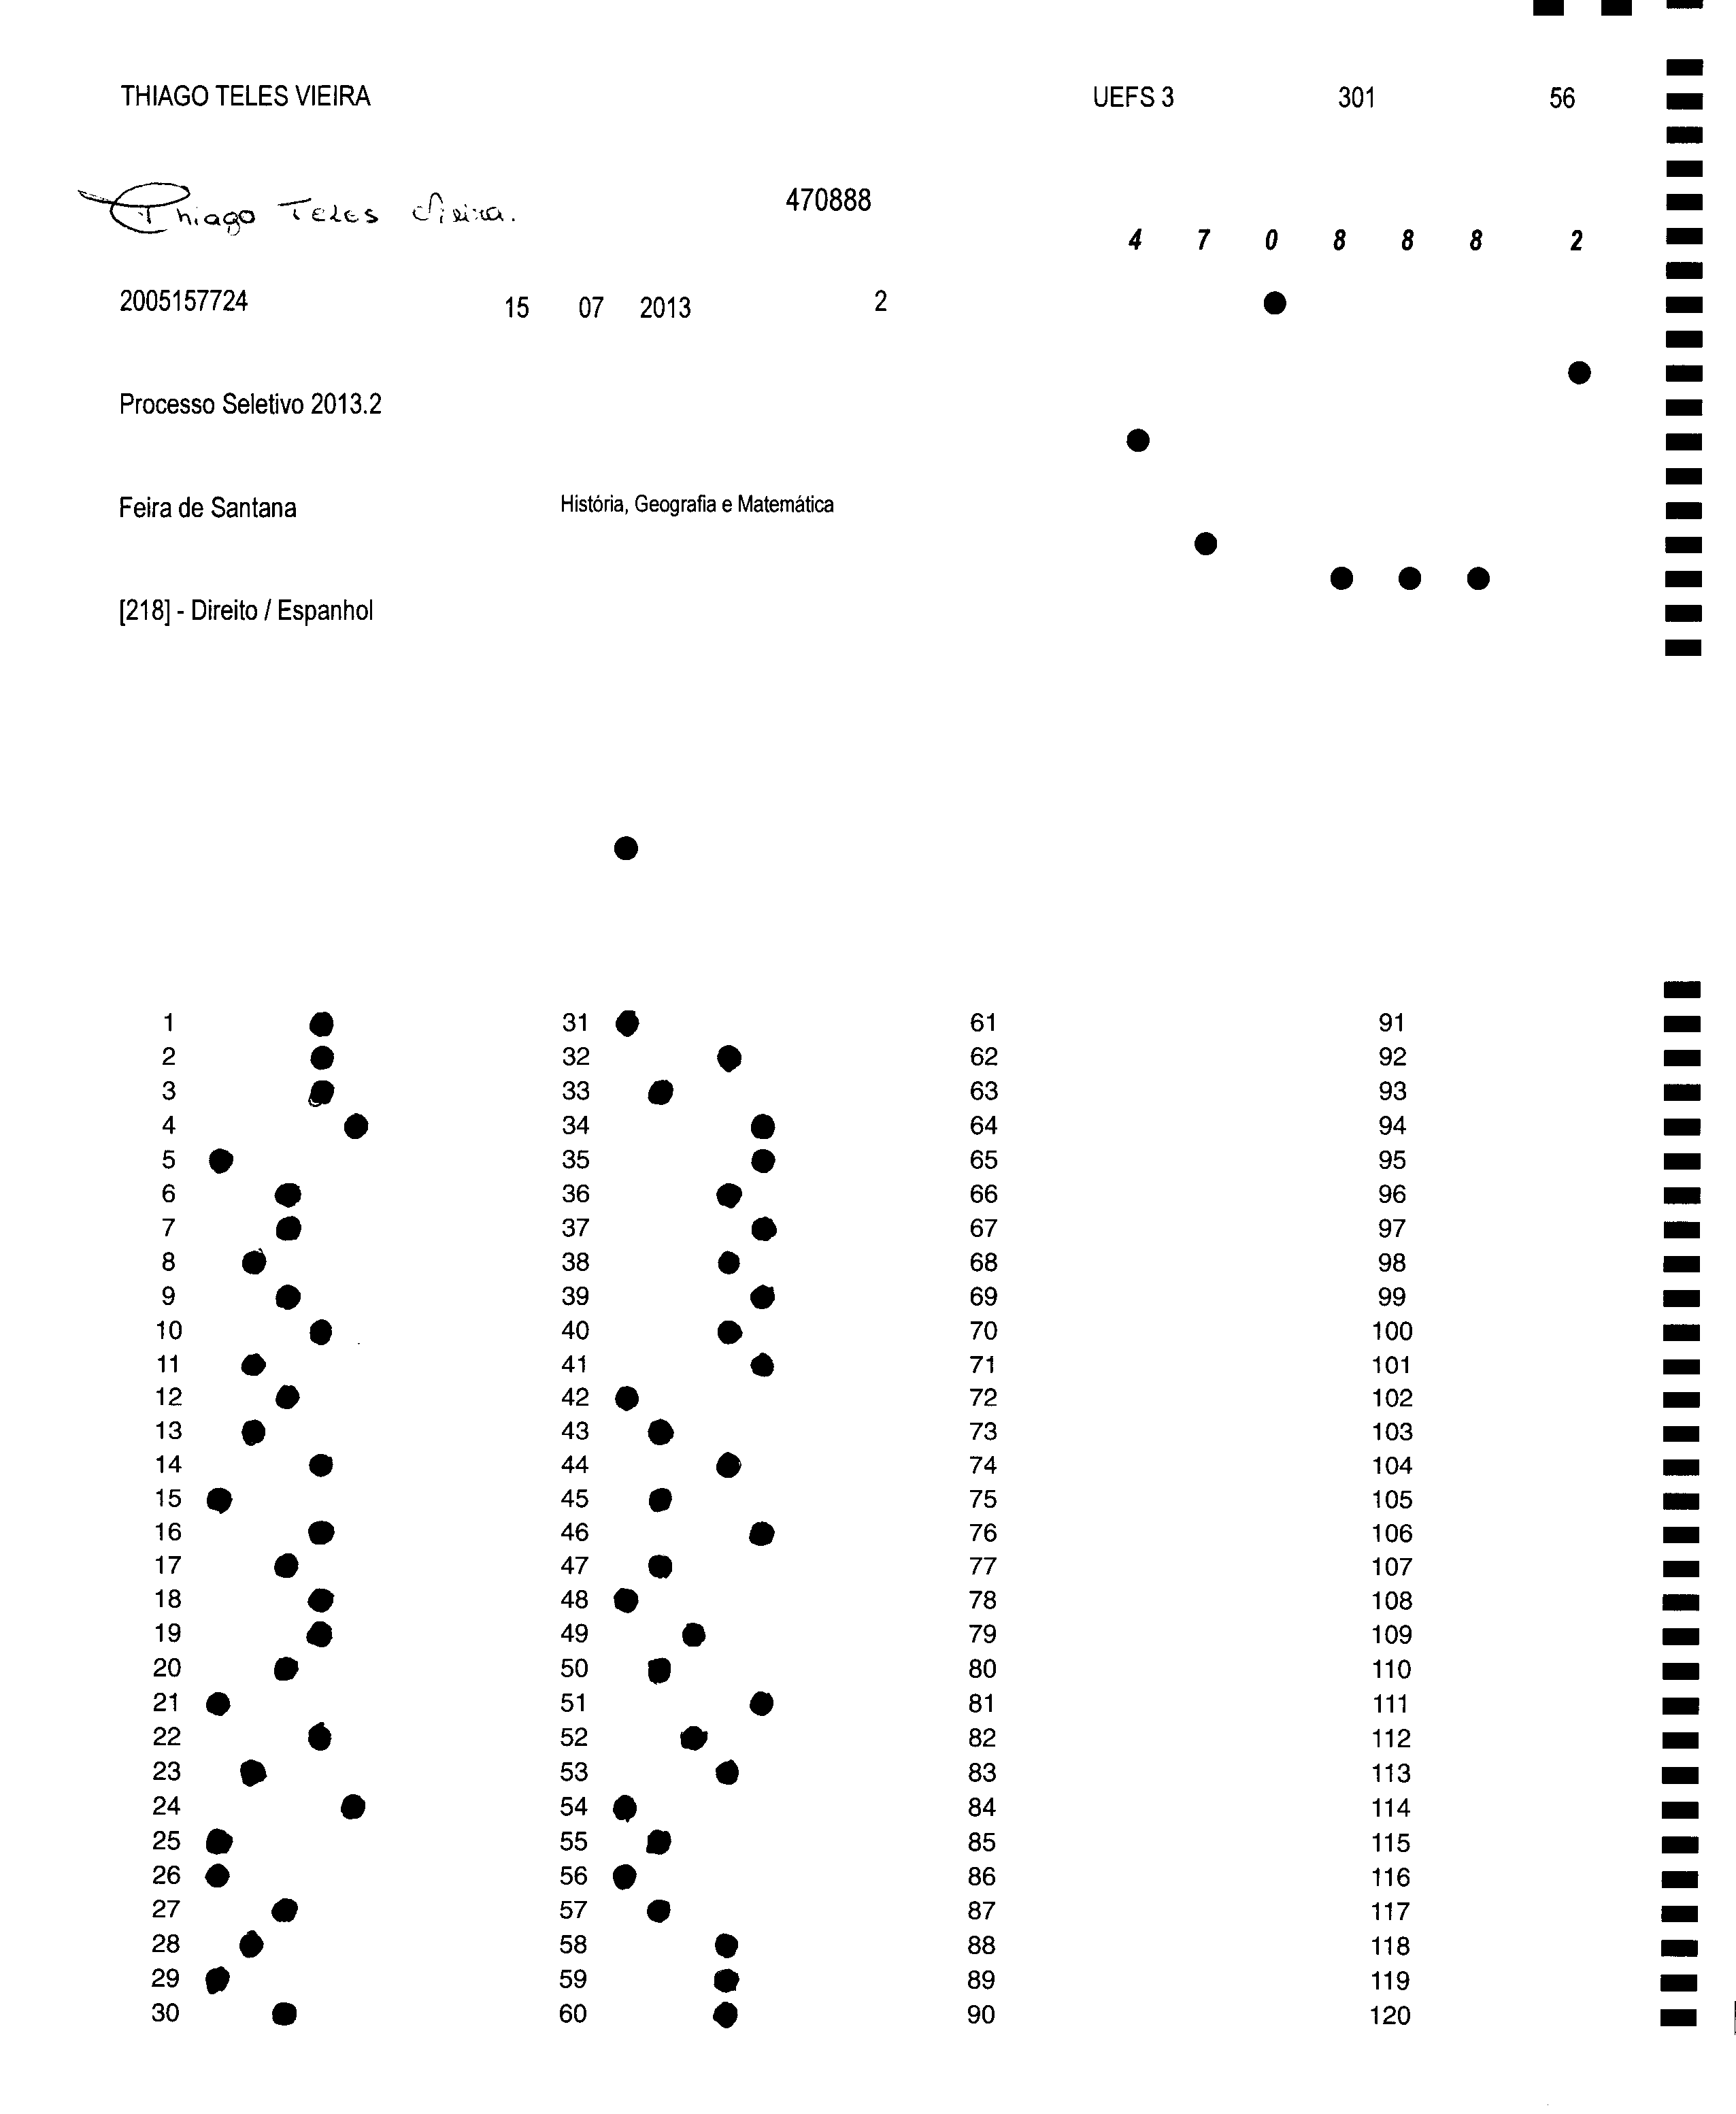 THIAGO TELES VIEIRA UEFS 3 301 56
Thiago Teles Vieira. 470888
4 7 0 8 8 8 2
2005157724 15 07 2013 2
Processo Seletivo 2013.2
Feira de Santana História, Geografia e Matemática
[218] - Direito / Espanhol
1 31 61 91
2 32 62 92
3 33 63 93
4 34 64 94
5 35 65 95
6 36 66 96
7 37 67 97
8 38 68 98
9 39 69 99
10 40 70 100
11 41 71 101
12 42 72 102
13 43 73 103
14 44 74 104
15 45 75 105
16 46 76 106
17 47 77 107
18 48 78 108
19 49 79 109
20 50 80 110
21 51 81 111
22 52 82 112
23 53 83 113
24 54 84 114
25 55 85 115
26 56 86 116
27 57 87 117
28 58 88 118
29 59 89 119
30 60 90 120